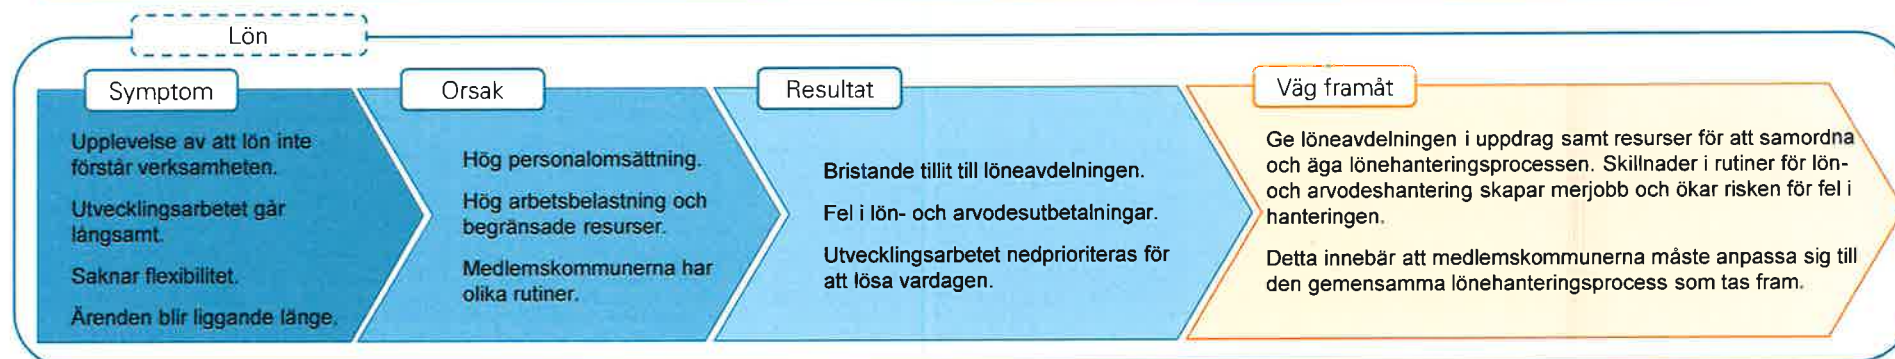 Lön
Symptom
Upplevelse av att lön inte
förstår verksamheten.
Utvecklingsarbetet går
långsamt.
Saknar flexibilitet.
Ärenden blir liggande länge.
Orsak
Hög personalomsättning.
Hög arbetsbelastning och
begränsade resurser.
Medlemskommunerna har
olika rutiner.
Resultat
Bristande tillit till löneavdelningen.
Fel i lön- och arvodesutbetalningar.
Utvecklingsarbetet nedprioriteras för
att lösa vardagen.
Väg framåt
Ge löneavdelningen i uppdrag samt resurser för att samordna
och äga lönehanteringsprocessen. Skillnader i rutiner för lön-
och arvodeshantering skapar merjobb och ökar risken för fel i
hanteringen.
Detta innebär att medlemskommunerna måste anpassa sig till
den gemensamma lönehanteringsprocess som tas fram.